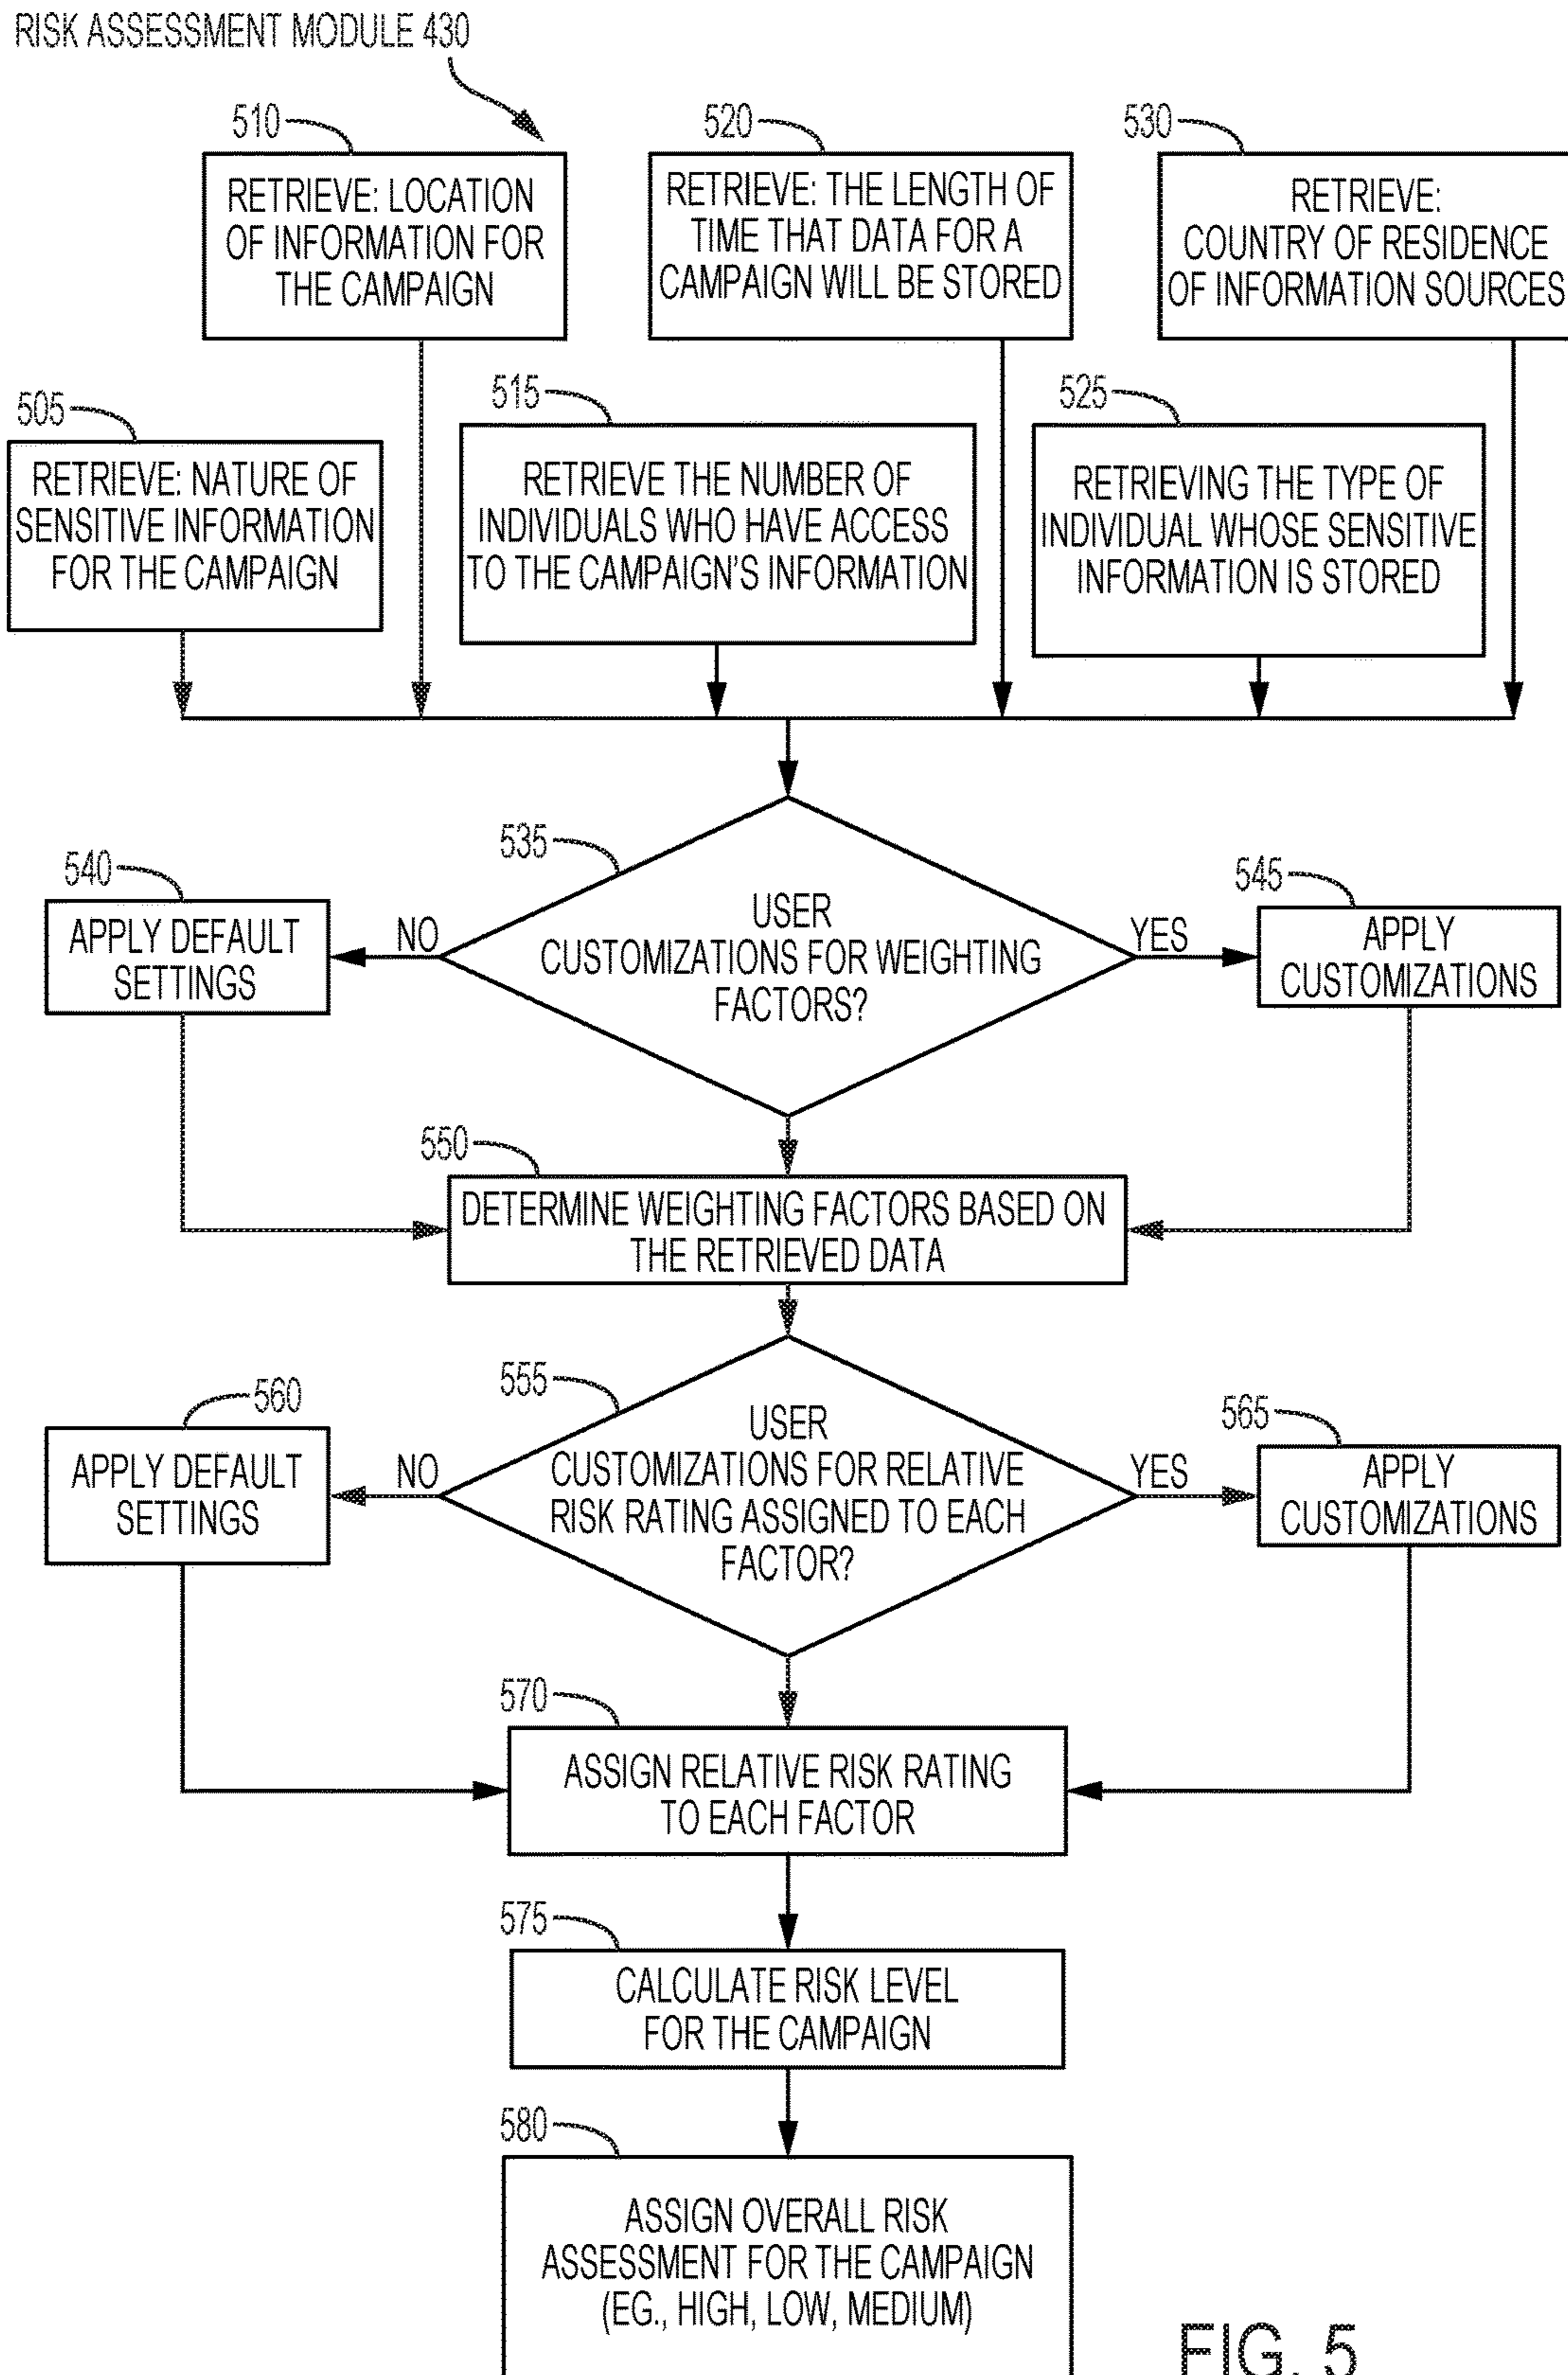 RISK ASSESSMENT MODULE 430
510
RETRIEVE: LOCATION
OF INFORMATION FOR
THE CAMPAIGN
520
RETRIEVE: THE LENGTH OF
TIME THAT DATA FOR A
CAMPAIGN WILL BE STORED
530
RETRIEVE:
COUNTRY OF RESIDENCE
OF INFORMATION SOURCES
505
RETRIEVE: NATURE OF
SENSITIVE INFORMATION
FOR THE CAMPAIGN
515
RETRIEVE THE NUMBER OF
INDIVIDUALS WHO HAVE ACCESS
TO THE CAMPAIGN'S INFORMATION
525
RETRIEVING THE TYPE OF
INDIVIDUAL WHOSE SENSITIVE
INFORMATION IS STORED
535
USER
CUSTOMIZATIONS FOR WEIGHTING
FACTORS?
NO
540
APPLY DEFAULT
SETTINGS
YES
545
APPLY
CUSTOMIZATIONS
550
DETERMINE WEIGHTING FACTORS BASED ON
THE RETRIEVED DATA
555
USER
CUSTOMIZATIONS FOR RELATIVE
RISK RATING ASSIGNED TO EACH
FACTOR?
NO
560
APPLY DEFAULT
SETTINGS
YES
565
APPLY
CUSTOMIZATIONS
570
ASSIGN RELATIVE RISK RATING
TO EACH FACTOR
575
CALCULATE RISK LEVEL
FOR THE CAMPAIGN
580
ASSIGN OVERALL RISK
ASSESSMENT FOR THE CAMPAIGN
(EG., HIGH, LOW, MEDIUM)
FIG. 5